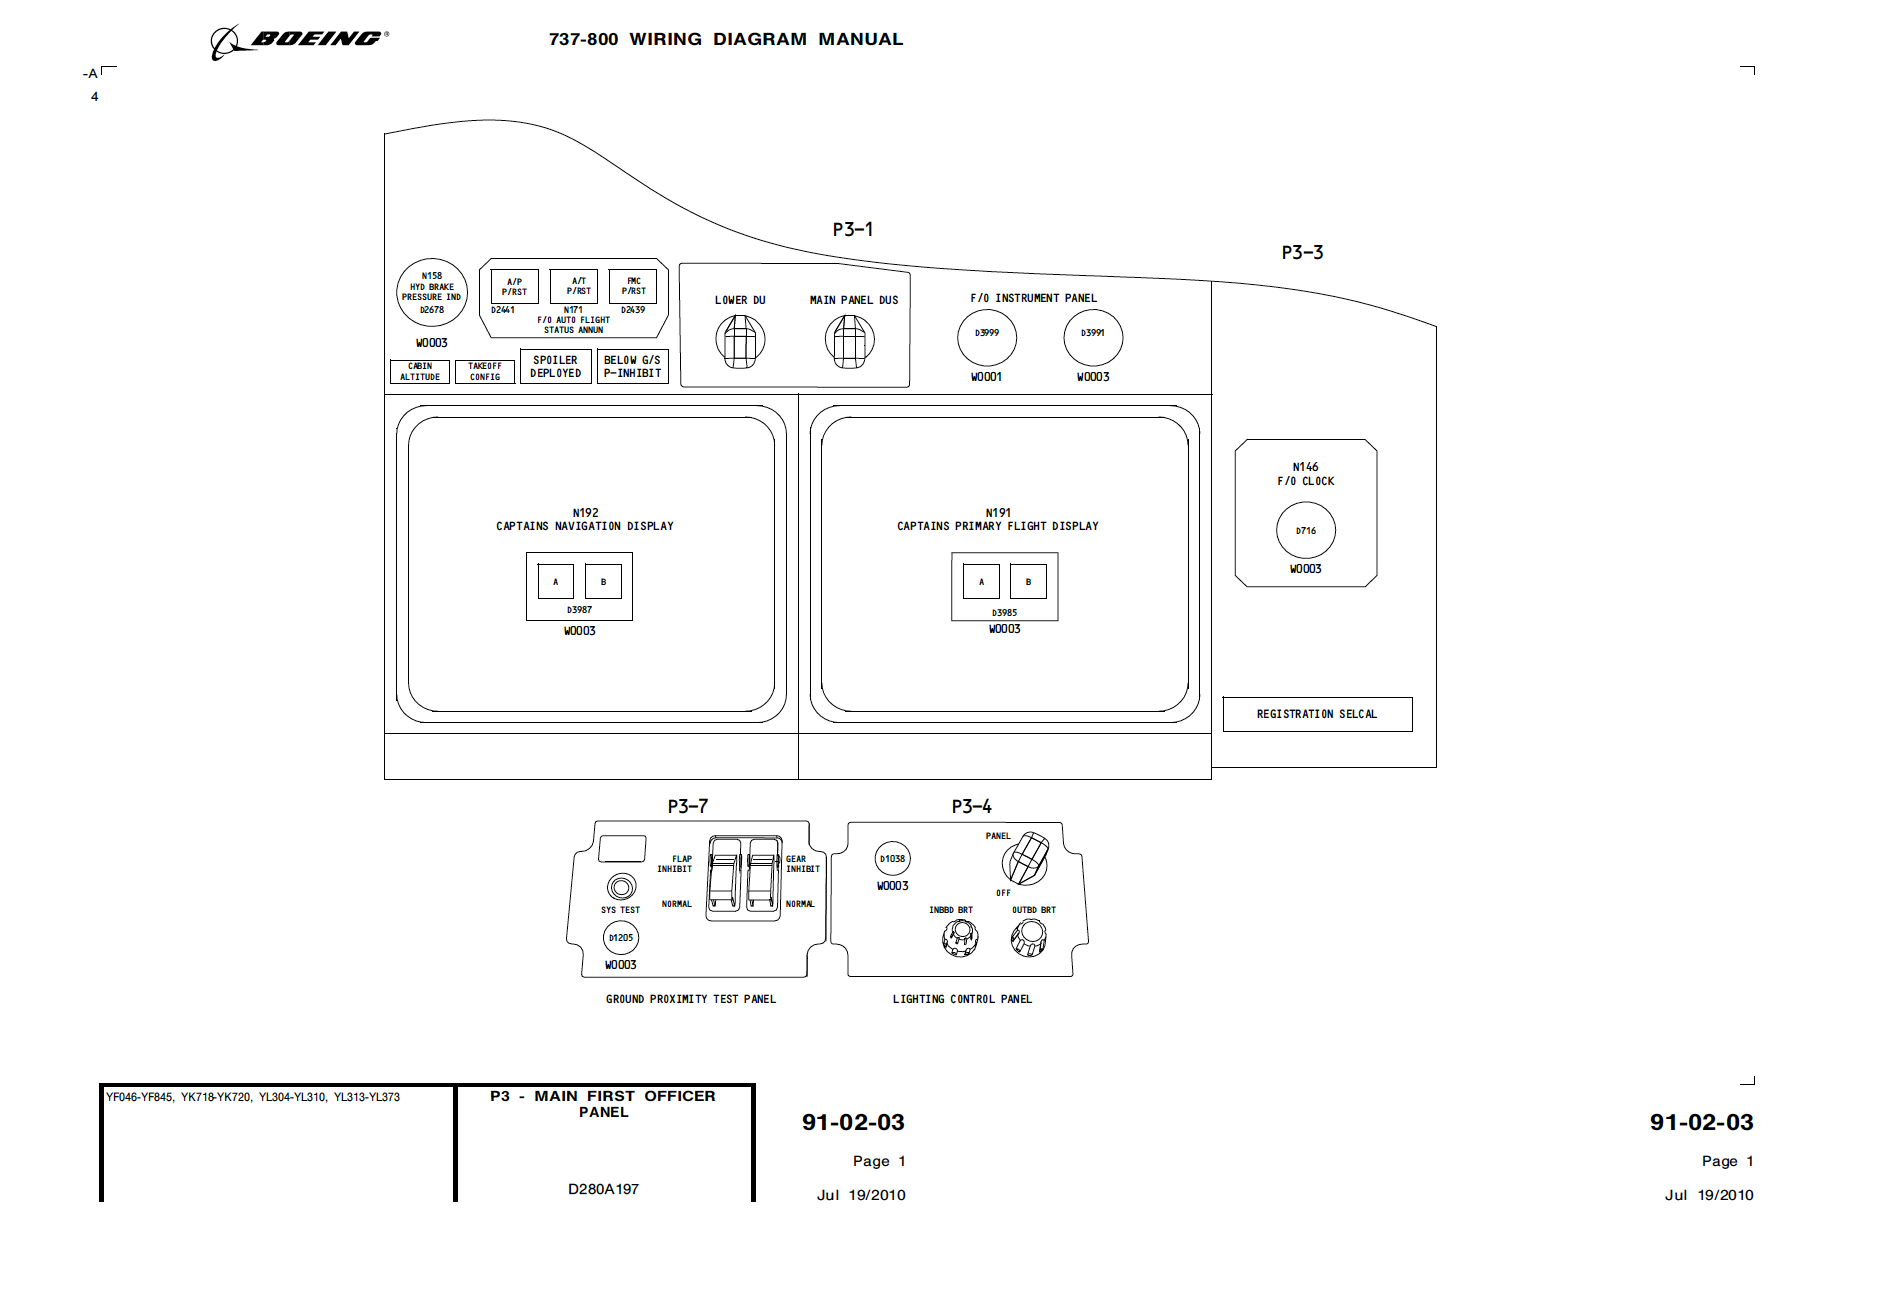 BOEING®
737-800 WIRING DIAGRAM MANUAL
-A
4
P3-1
P3-3
N158
HYD BRAKE
PRESSURE IND
D2678
W0003
A/P
P/RST
A/T
P/RST
FMC
P/RST
D2441
N171
D2439
F/O AUTO FLIGHT
STATUS ANNUN
CABIN
ALTITUDE
TAKEOFF
CONFIG
SPOILER
DEPLOYED
BELOW G/S
P-INHIBIT
LOWER DU
MAIN PANEL DUS
F/O INSTRUMENT PANEL
D3999
W0001
D3991
W0003
N192
CAPTAINS NAVIGATION DISPLAY
A
B
D3987
W0003
N191
CAPTAINS PRIMARY FLIGHT DISPLAY
A
B
D3985
W0003
N146
F/O CLOCK
D716
W0003
REGISTRATION SELCAL
P3-7
FLAP
INHIBIT
GEAR
INHIBIT
NORMAL
NORMAL
SYS TEST
D1205
W0003
GROUND PROXIMITY TEST PANEL
P3-4
D1038
W0003
PANEL
OFF
INBBD BRT
OUTBD BRT
LIGHTING CONTROL PANEL
YF046-YF845, YK718-YK720, YL304-YL310, YL313-YL373
P3 - MAIN FIRST OFFICER
PANEL
D280A197
91-02-03
Page 1
Jul 19/2010
91-02-03
Page 1
Jul 19/2010